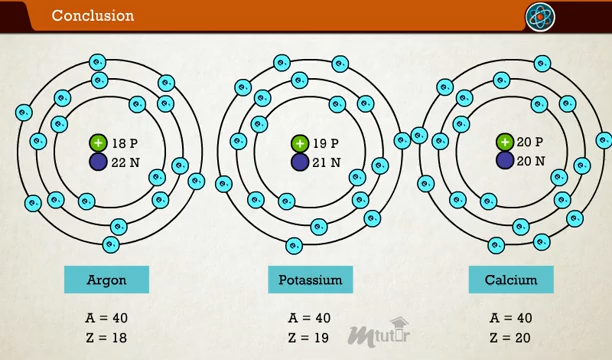 Conclusion
18 P
22 N
19 P
21 N
20 P
20 N
Argon
Potassium
Calcium
A = 40
Z = 18
A = 40
Z = 19
A = 40
Z = 20
mtutor